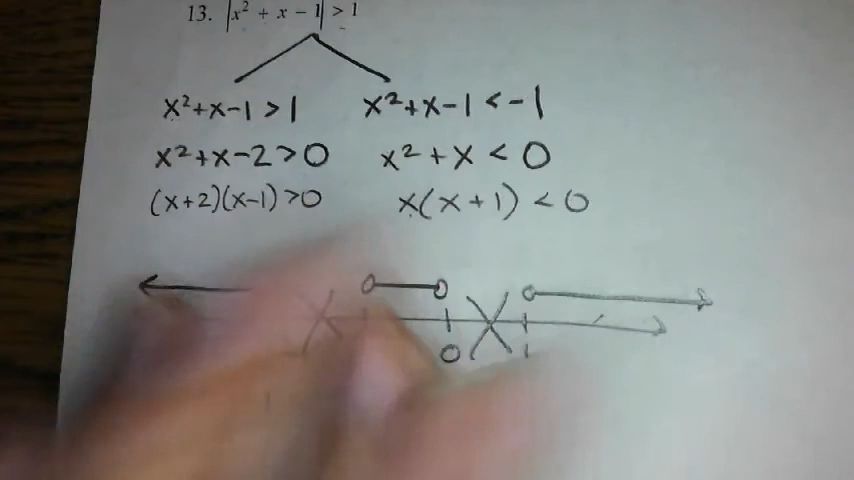 13. |x² + x - 1| > 1
x²+x-1 > 1 x²+x-1 < -1
x²+x-2 > 0 x² + x < 0
(x+2)(x-1) > 0 x(x+1) < 0
0 1